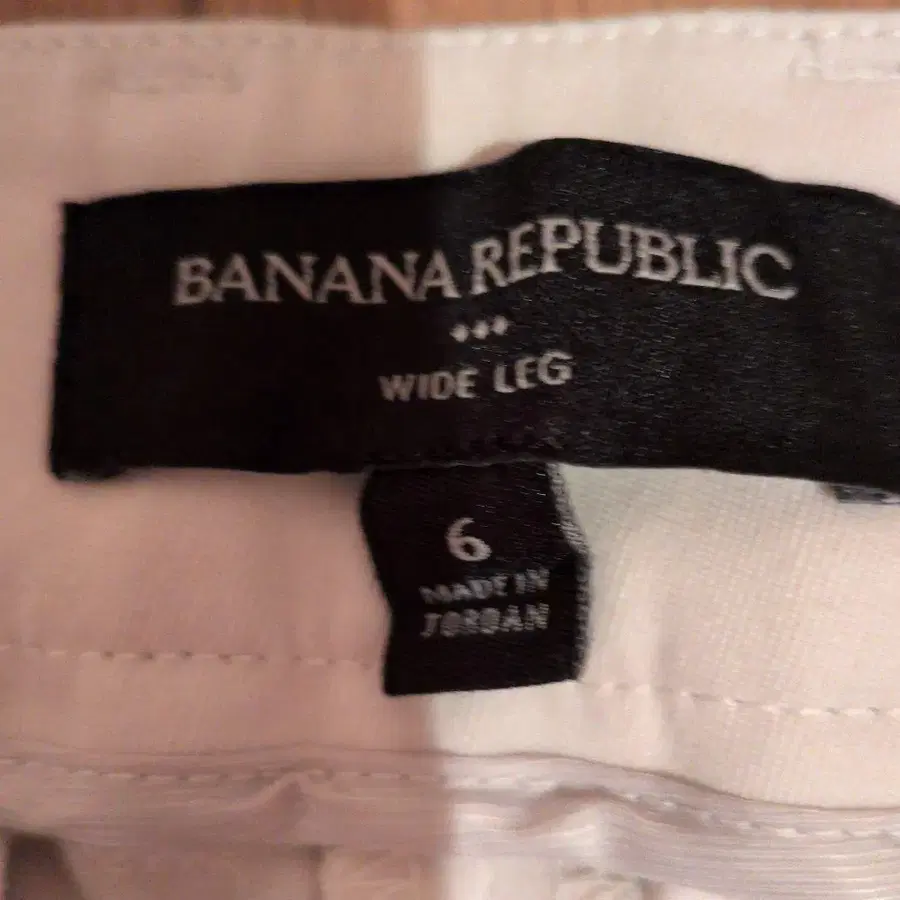 BANANA REPUBLIC
WIDE LEG
6
MADE IN
JORDAN